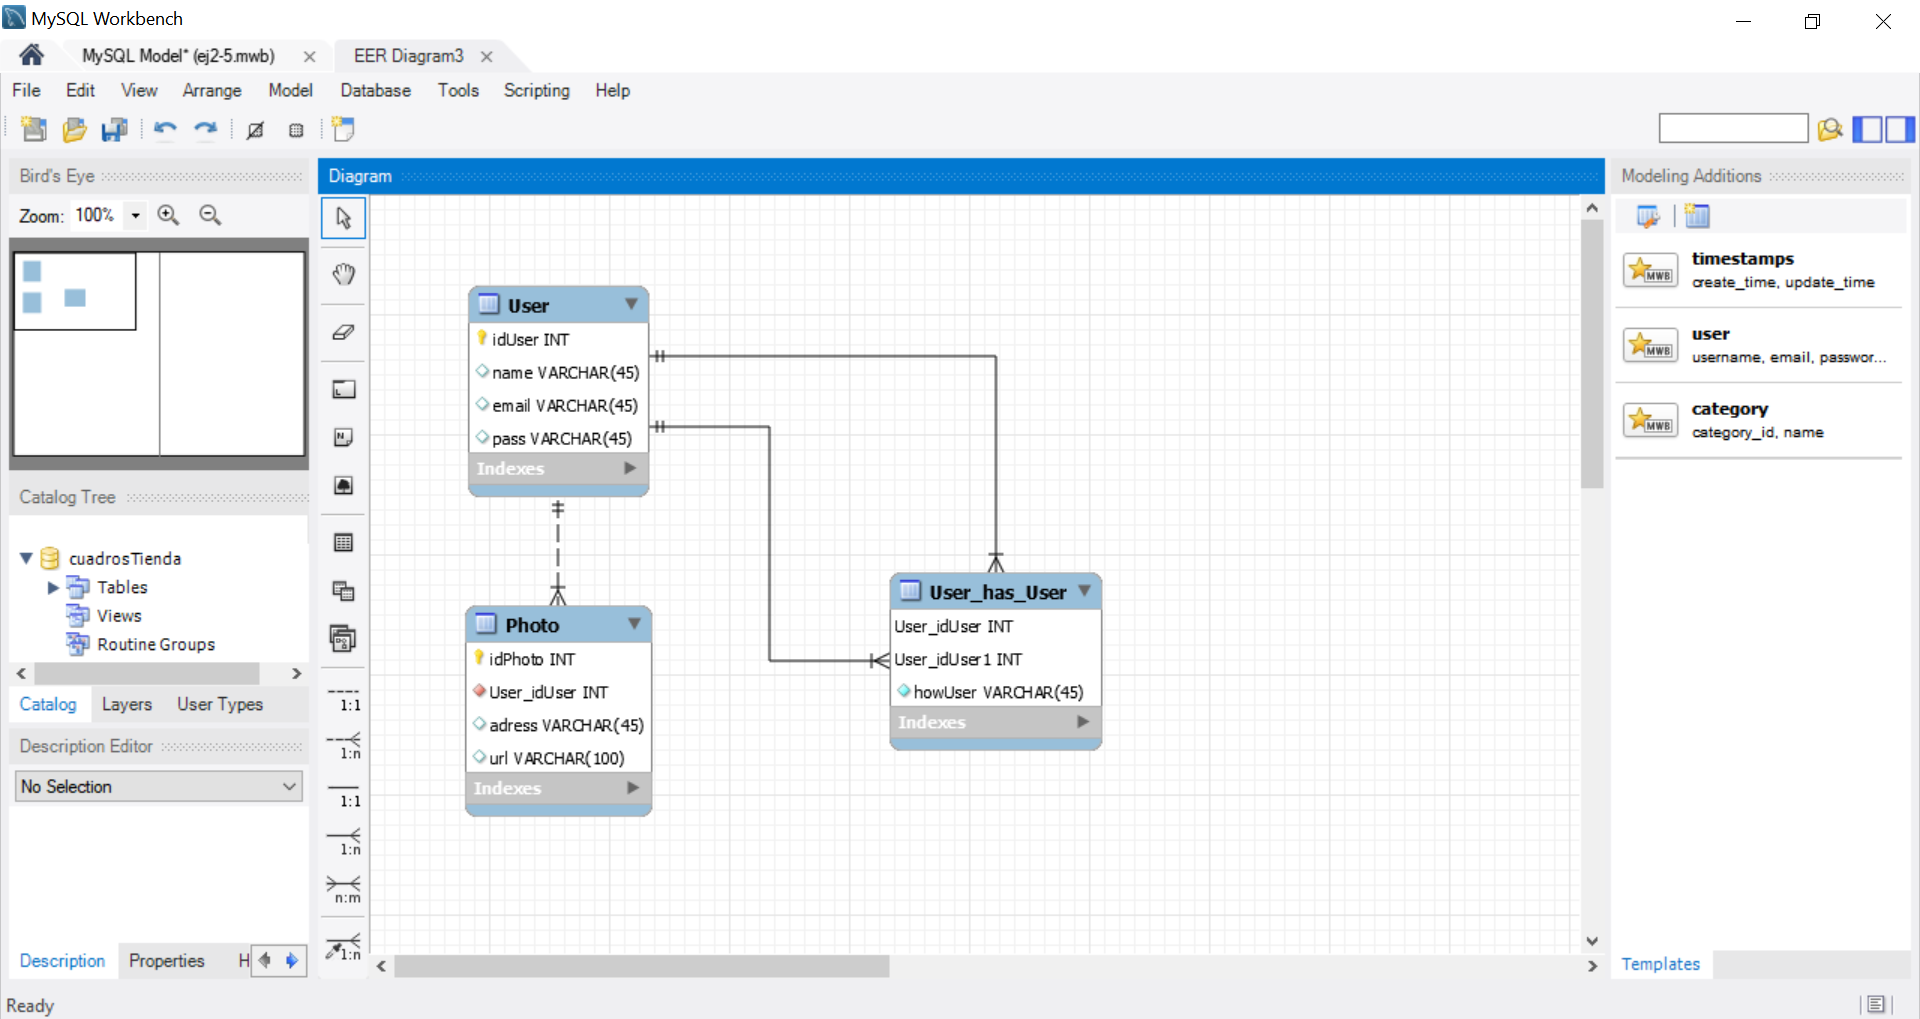 MySQL Workbench
MySQL Model* (ej2-5.mwb)
EER Diagram3
File Edit View Arrange Model Database Tools Scripting Help
Bird's Eye
Zoom: 100%
Catalog Tree
cuadrosTienda
Tables
Views
Routine Groups
Catalog Layers User Types
Description Editor
No Selection
Description Properties H
Ready
Diagram
1:1
1:n
1:1
1:n
n:m
1:n
User
idUser INT
name VARCHAR(45)
email VARCHAR(45)
pass VARCHAR(45)
Indexes
Photo
idPhoto INT
User_idUser INT
adress VARCHAR(45)
url VARCHAR(100)
Indexes
User_has_User
User_idUser INT
User_idUser1 INT
howUser VARCHAR(45)
Indexes
Modeling Additions
MWB
timestamps
create_time, update_time
MWB
user
username, email, passwor...
MWB
category
category_id, name
Templates